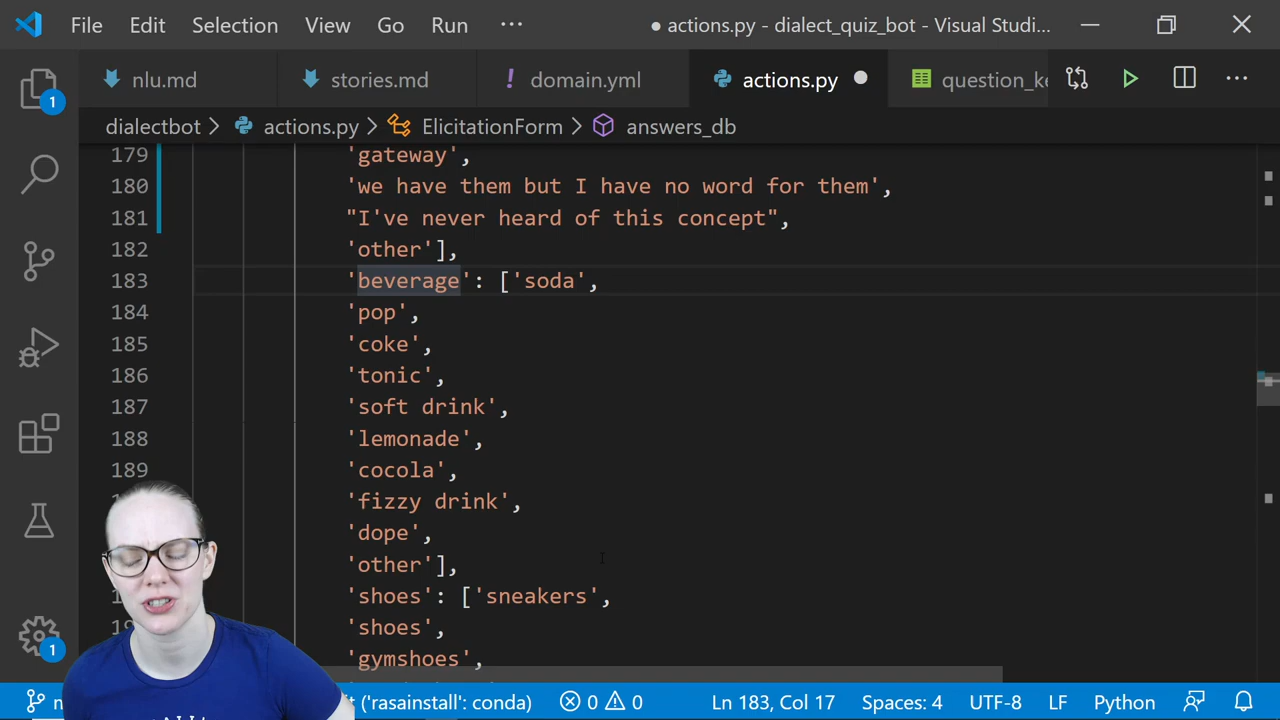 File Edit Selection View Go Run ··· ● actions.py - dialect_quiz_bot - Visual Studi...
nlu.md stories.md ! domain.yml actions.py ● question_ke ···
dialectbot > actions.py > ElicitationForm > answers_db
179 'gateway',
180 'we have them but I have no word for them',
181 "I've never heard of this concept",
182 'other'],
183 'beverage': ['soda',
184 'pop',
185 'coke',
186 'tonic',
187 'soft drink',
188 'lemonade',
189 'cocola',
'fizzy drink',
'dope',
'other'],
'shoes': ['sneakers',
'shoes',
'gymshoes',
1
1
('rasainstall': conda) 0 0 Ln 183, Col 17 Spaces: 4 UTF-8 LF Python